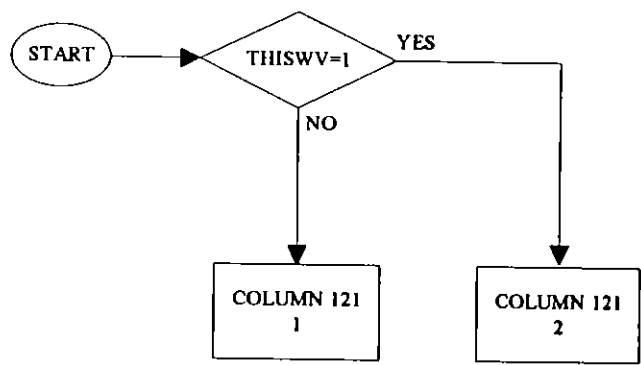 START
THISWV=1
YES
NO
COLUMN 121
1
COLUMN 121
2